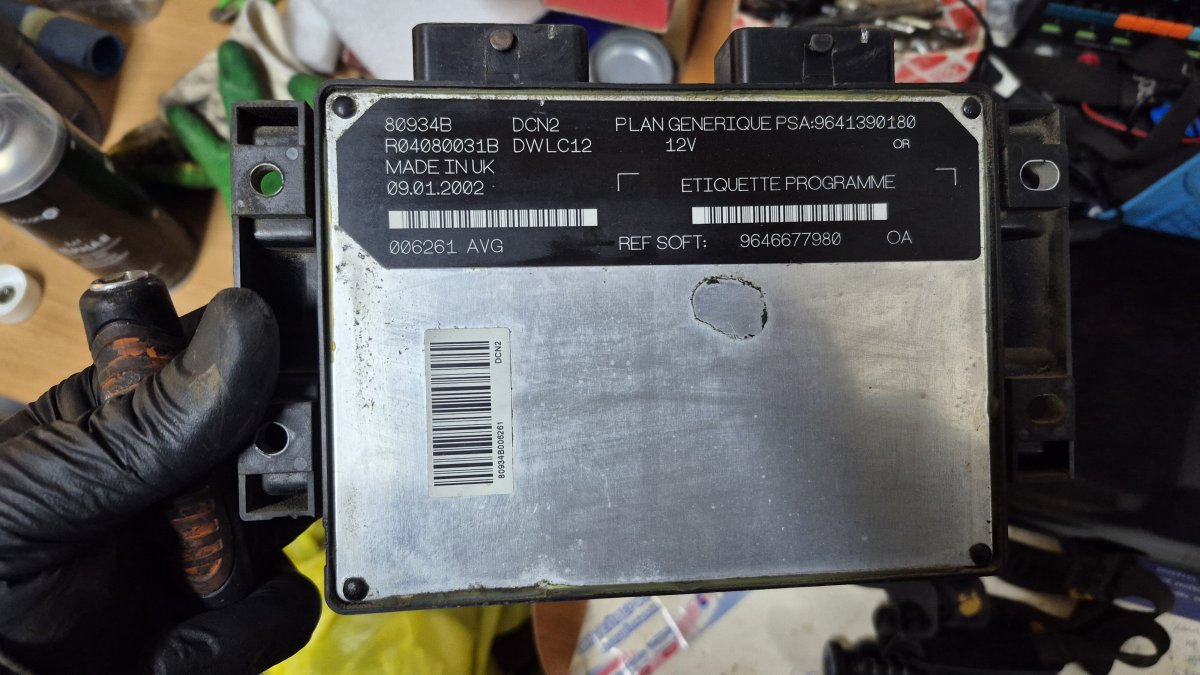 80934B DCN2 PLAN GENERIQUE PSA:9641390180
R04080031B DWLC12 12V OR
MADE IN UK
09.01.2002 ETIQUETTE PROGRAMME
006261 AVG REF SOFT: 9646677980 OA
DCN2
80934B006261